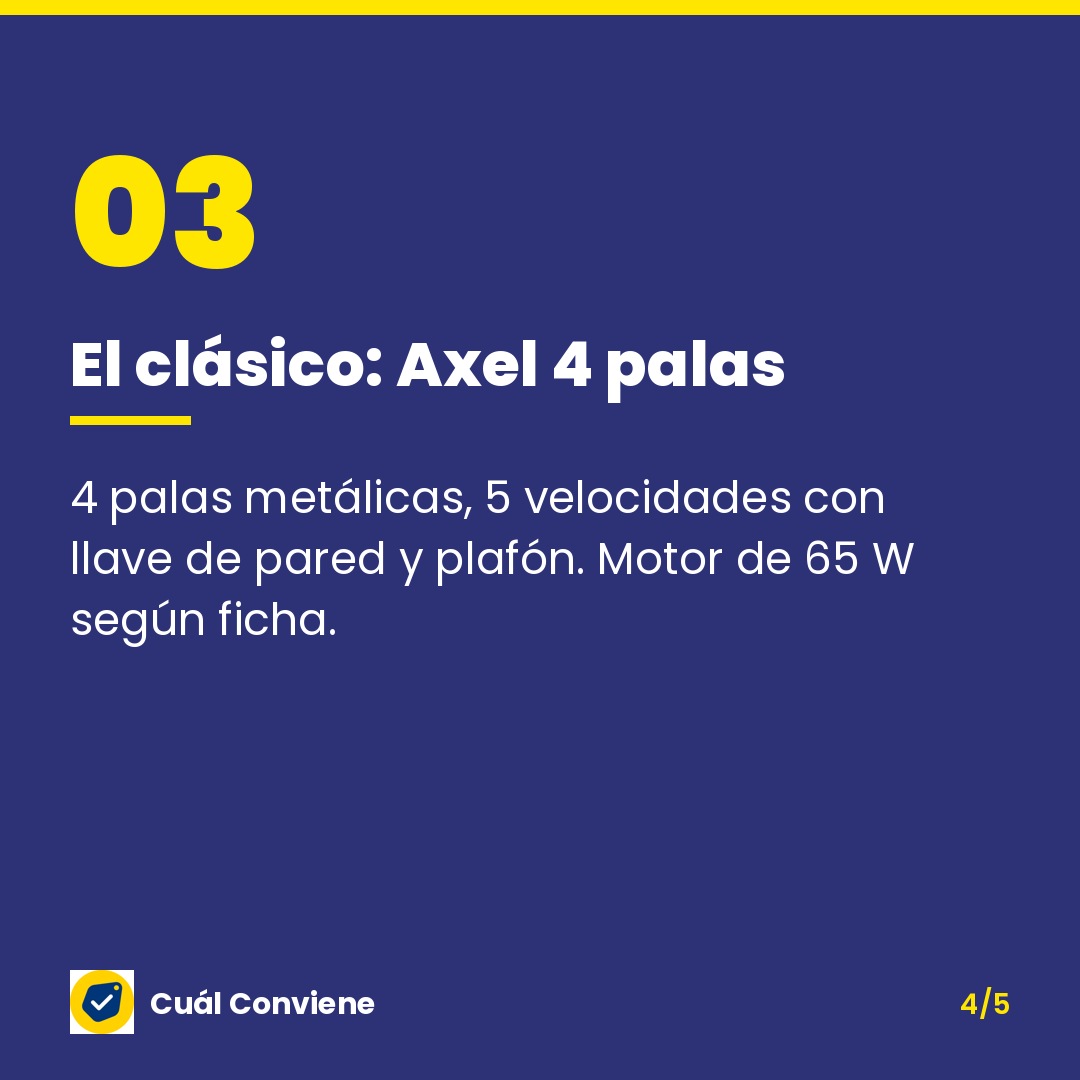 03
El clásico: Axel 4 palas
4 palas metálicas, 5 velocidades con
llave de pared y plafón. Motor de 65 W
según ficha.
Cuál Conviene
4/5